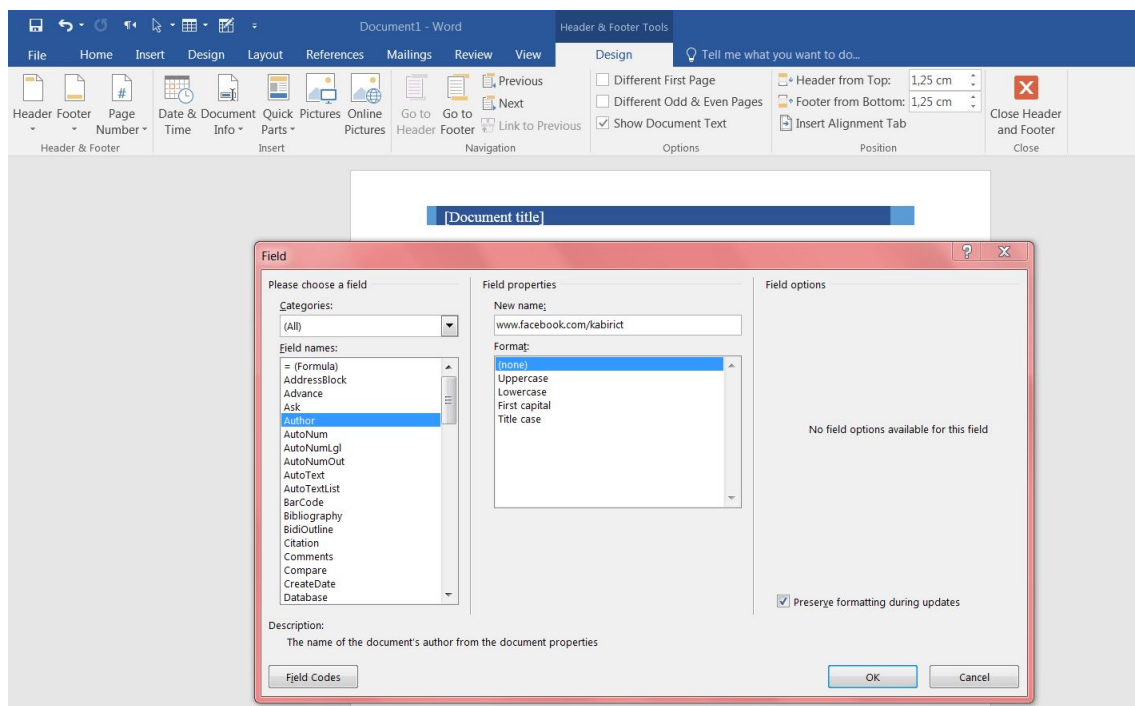 Document1 - Word
Header & Footer Tools
File Home Insert Design Layout References Mailings Review View Design Tell me what you want to do...
Header Footer Page Number
Header & Footer
Date & Time Document Info Quick Parts Pictures Online Pictures
Insert
Go to Header Go to Footer Previous
Next
Link to Previous
Navigation
Different First Page
Different Odd & Even Pages
Show Document Text
Options
Header from Top: 1,25 cm
Footer from Bottom: 1,25 cm
Insert Alignment Tab
Position
Close Header and Footer
Close
[Document title]
Field
Please choose a field
Categories:
(All)
Field names:
= (Formula)
AddressBlock
Advance
Ask
Author
AutoNum
AutoNumLgl
AutoNumOut
AutoText
AutoTextList
BarCode
Bibliography
BidiOutline
Citation
Comments
Compare
CreateDate
Database
Field properties
New name:
www.facebook.com/kabirict
Format:
(none)
Uppercase
Lowercase
First capital
Title case
Field options
No field options available for this field
Preserve formatting during updates
Description:
The name of the document's author from the document properties
Field Codes
OK
Cancel